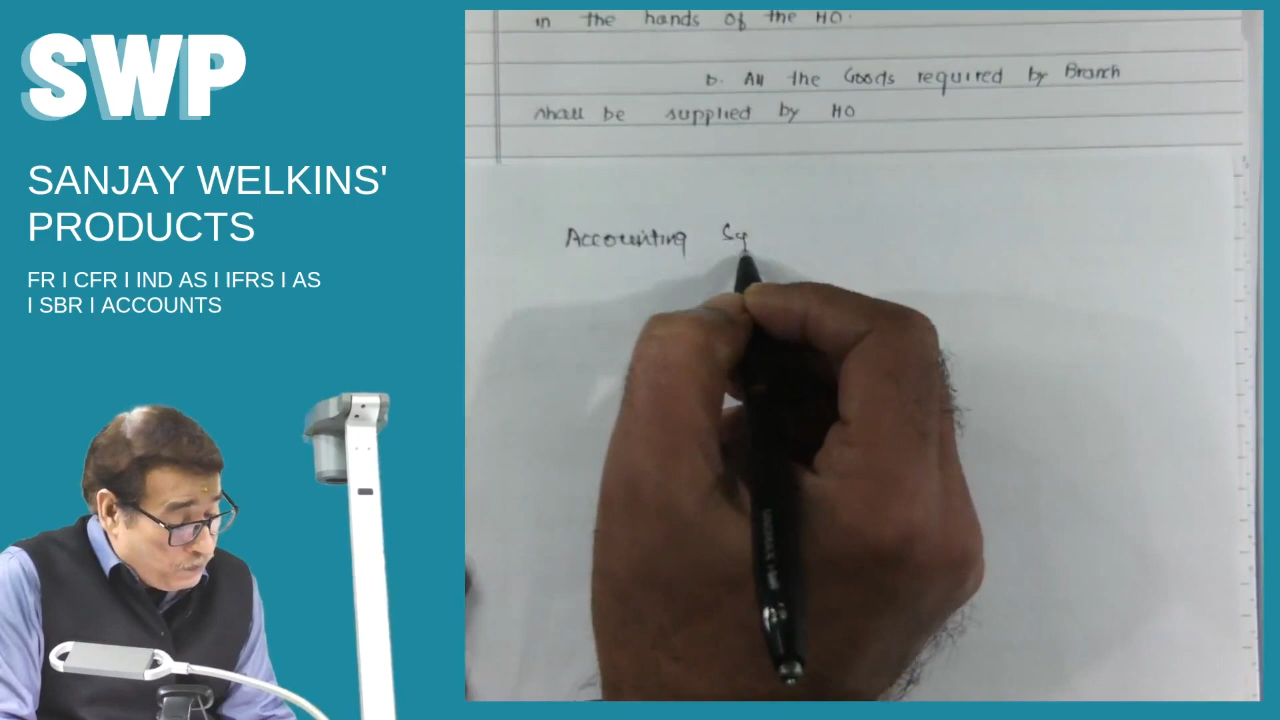 SWP
SANJAY WELKINS'
PRODUCTS
FR I CFR I IND AS I IFRS I AS
I SBR I ACCOUNTS
in the hands of the HO.
b. All the Goods required by Branch
shall be supplied by HO
Accounting Sy